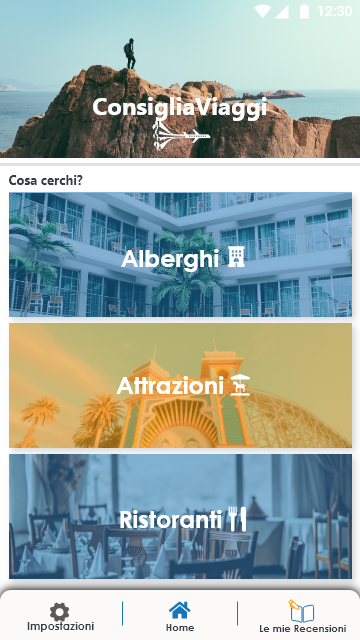 12:30
ConsigliaViaggi
Cosa cerchi?
Alberghi
Attrazioni
Ristoranti
Impostazioni
Home
Le mie Recensioni